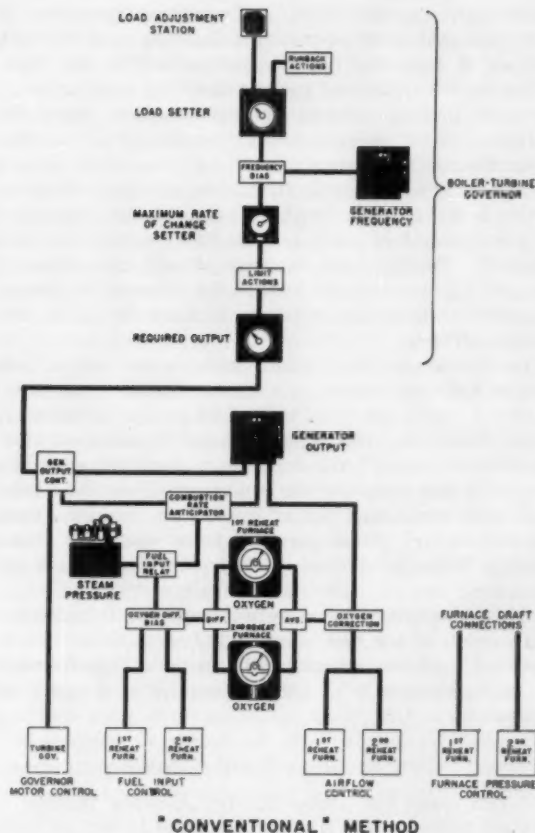 LOAD ADJUSTMENT
STATION
RUNBACK
ACTIONS
LOAD SETTER
FREQUENCY
BIAS
GENERATOR
FREQUENCY
BOILER-TURBINE
GOVERNOR
MAXIMUM RATE
OF CHANGE
SETTER
LIGHT
ACTIONS
REQUIRED OUTPUT
GENERATOR
OUTPUT
GEN.
OUTPUT
CONT.
COMBUSTION
RATE
ANTICIPATOR
1ST REHEAT
FURNACE
STEAM
PRESSURE
FUEL
INPUT
RELAY
OXYGEN
OXYGEN DIFF.
BIAS
DIFF.
2ND REHEAT
FURNACE
AVG.
OXYGEN
CORRECTION
FURNACE DRAFT
CONNECTIONS
OXYGEN
TURBINE
GOV.
1ST
REHEAT
FURN.
2ND
REHEAT
FURN.
1ST
REHEAT
FURN.
2ND
REHEAT
FURN.
1ST
REHEAT
FURN.
2ND
REHEAT
FURN.
GOVERNOR
MOTOR CONTROL
FUEL INPUT
CONTROL
AIRFLOW
CONTROL
FURNACE PRESSURE
CONTROL
"CONVENTIONAL" METHOD